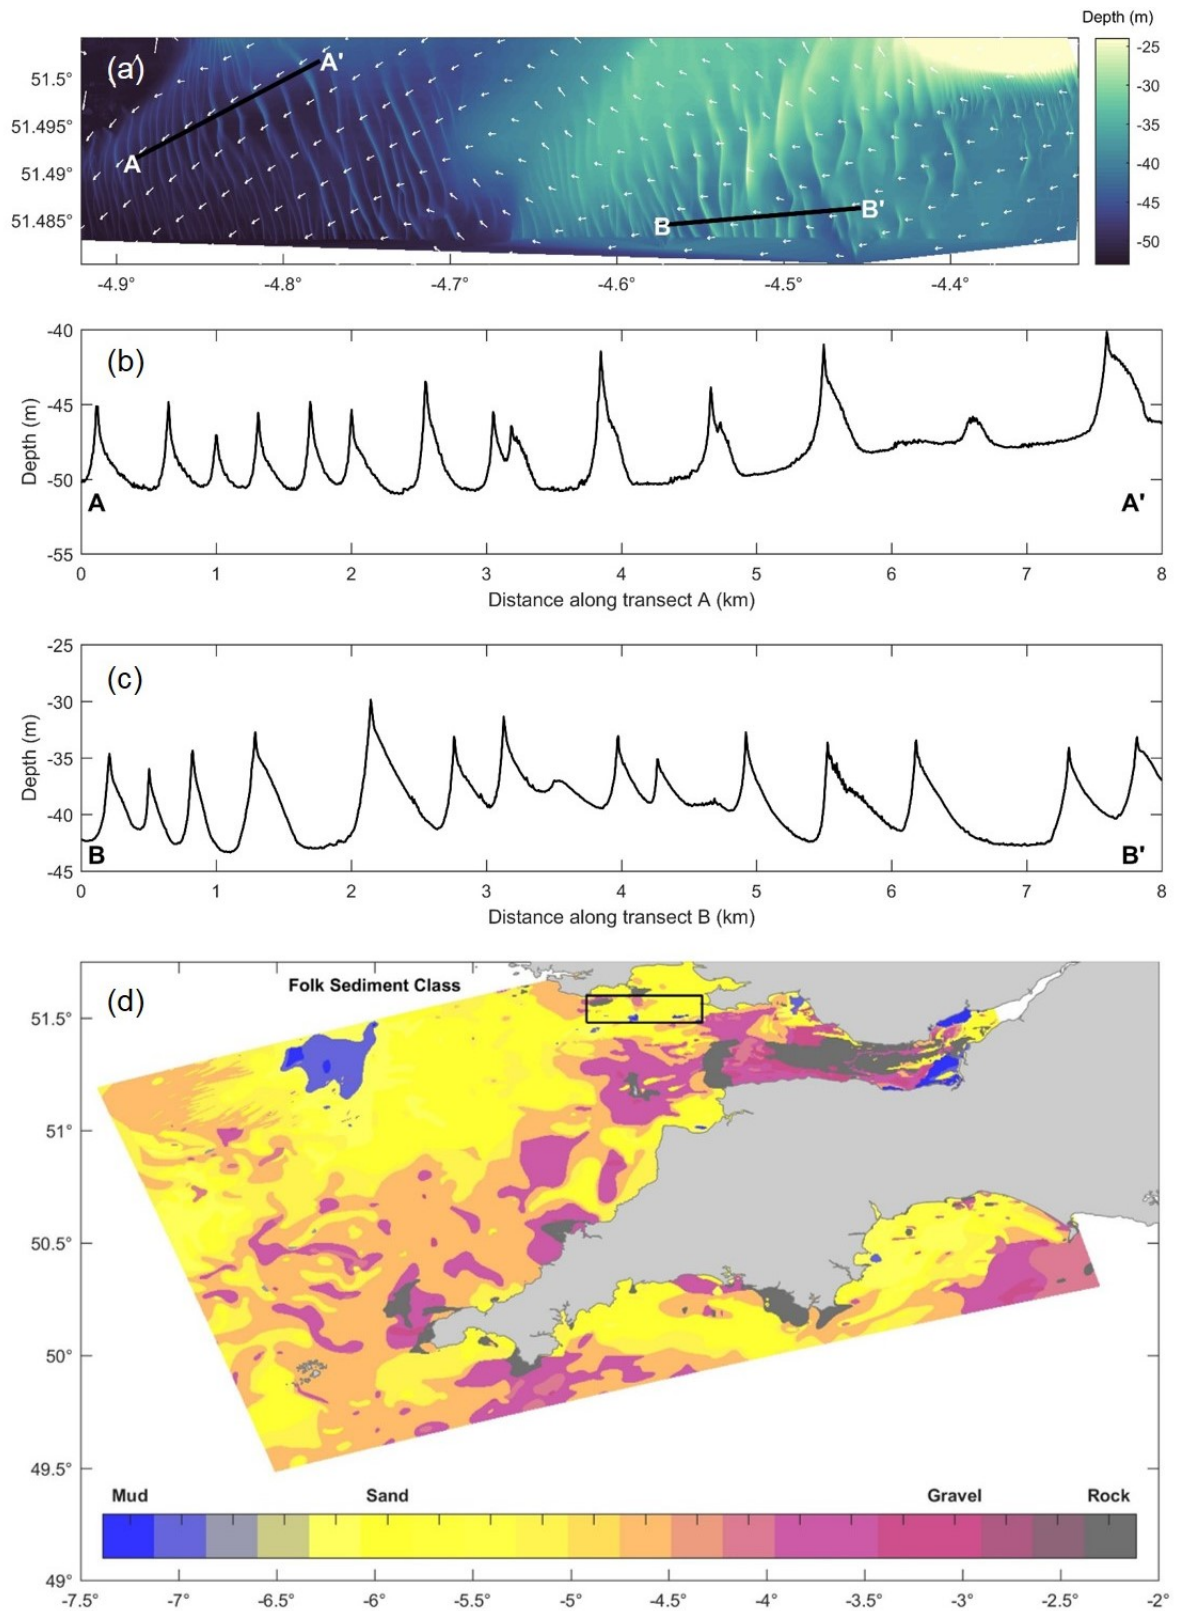 Depth (m)
(a)
A'
A
B
B'
51.5°
51.495°
51.49°
51.485°
-25
-30
-35
-40
-45
-50
-4.9° -4.8° -4.7° -4.6° -4.5° -4.4°
(b)
-40
-45
-50
-55
Depth (m)
A A'
0 1 2 3 4 5 6 7 8
Distance along transect A (km)
(c)
-25
-30
-35
-40
-45
Depth (m)
B B'
0 1 2 3 4 5 6 7 8
Distance along transect B (km)
(d)
Folk Sediment Class
51.5°
51°
50.5°
50°
49.5°
49°
Mud Sand Gravel Rock
-7.5° -7° -6.5° -6° -5.5° -5° -4.5° -4° -3.5° -3° -2.5° -2°